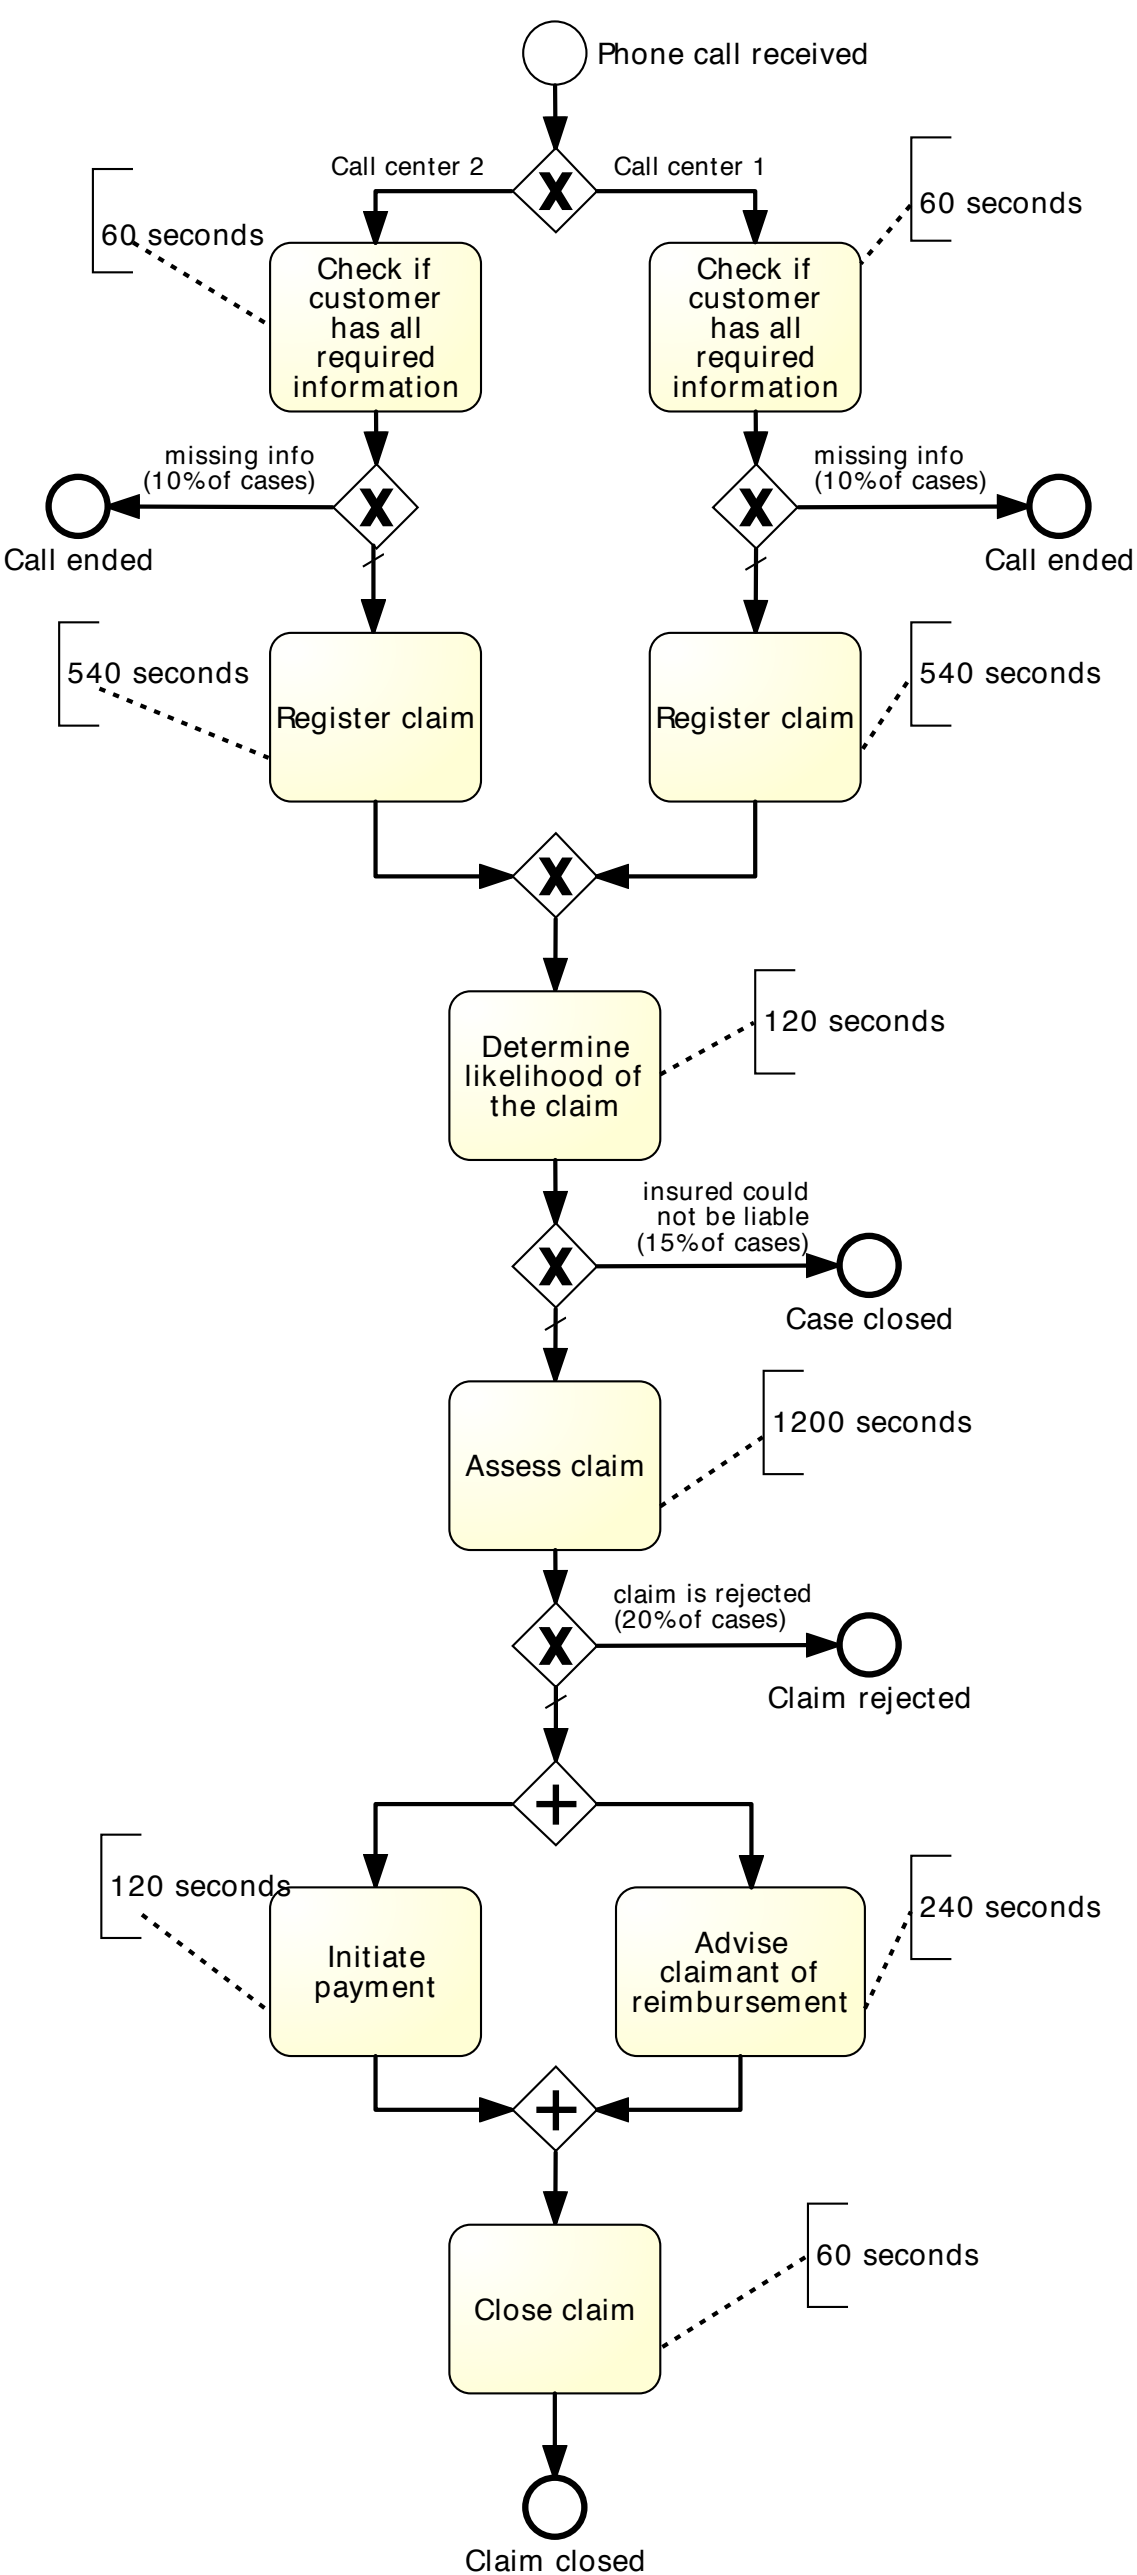 Phone call received
Call center 2
Call center 1
60 seconds
60 seconds
Check if
customer
has all
required
information
Check if
customer
has all
required
information
missing info
(10%of cases)
missing info
(10%of cases)
X
X
X
Call ended
Call ended
540 seconds
540 seconds
Register claim
Register claim
X
120 seconds
Determine
likelihood of
the claim
insured could
not be liable
(15%of cases)
X
Case closed
1200 seconds
Assess claim
claim is rejected
(20%of cases)
X
Claim rejected
120 seconds
240 seconds
Initiate
payment
Advise
claimant of
reimbursement
60 seconds
Close claim
Claim closed